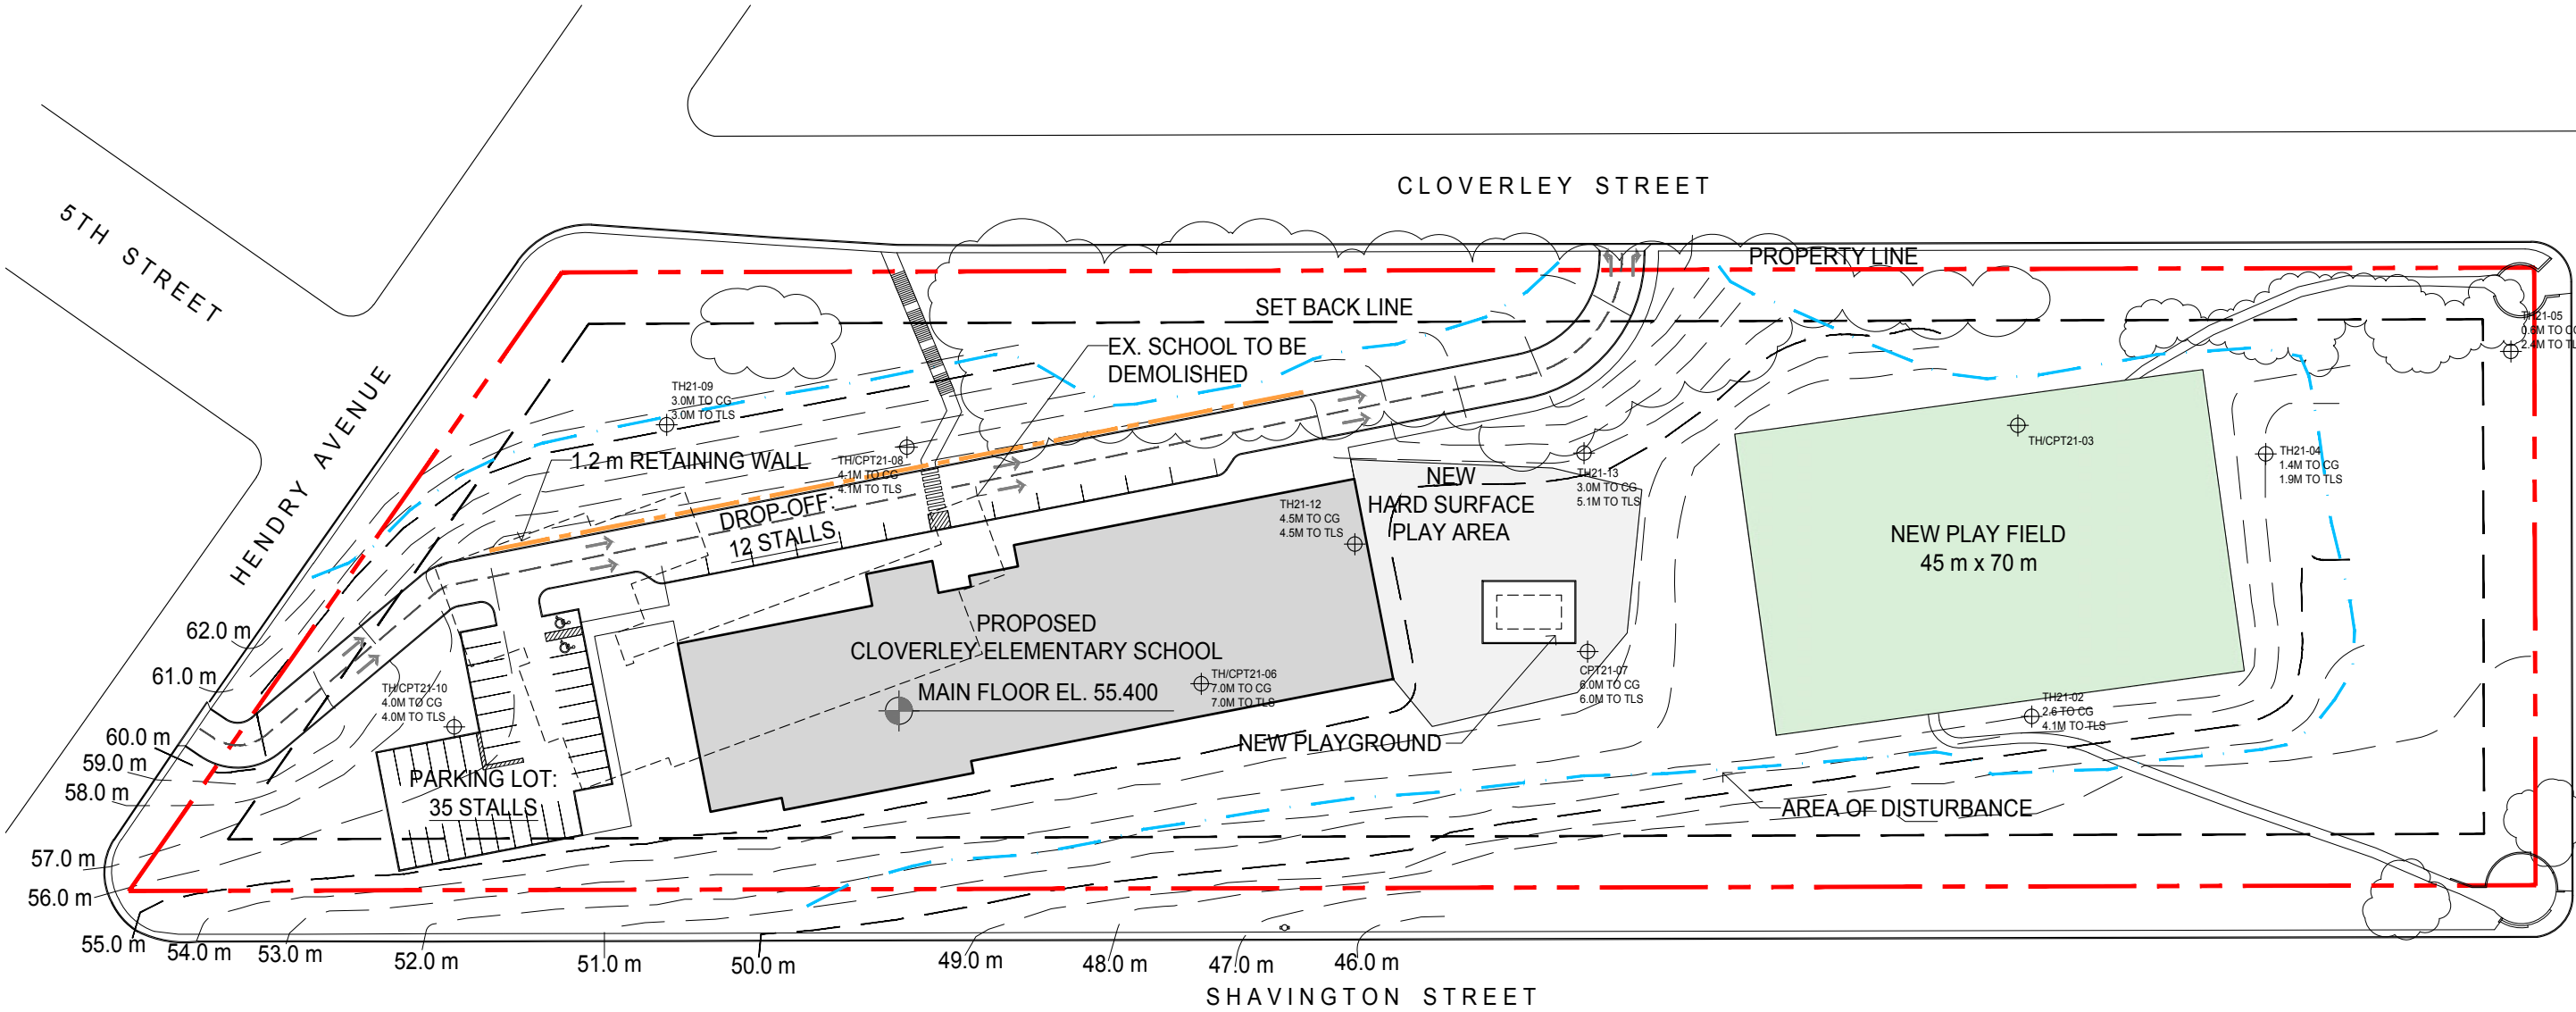 CLOVERLEY STREET
5TH STREET
HENDRY AVENUE
PROPERTY LINE
SET BACK LINE
EX. SCHOOL TO BE
DEMOLISHED
TH21-05
0.6M TO CG
2.4M TO TL
TH21-09
3.0M TO CG
3.0M TO TLS
1.2 m RETAINING WALL
TH/CPT21-08
4.1M TO CG
4.1M TO TLS
DROP-OFF:
12 STALLS
TH21-12
4.5M TO CG
4.5M TO TLS
NEW
HARD SURFACE
PLAY AREA
TH21-13
3.0M TO CG
5.1M TO TLS
TH/CPT21-03
TH21-04
1.4M TO CG
1.9M TO TLS
NEW PLAY FIELD
45 m x 70 m
PROPOSED
CLOVERLEY ELEMENTARY SCHOOL
MAIN FLOOR EL. 55.400
TH/CPT21-06
7.0M TO CG
7.0M TO TLS
CPT21-07
6.0M TO CG
6.0M TO TLS
TH/CPT21-10
4.0M TO CG
4.0M TO TLS
TH21-02
2.6 TO CG
4.1M TO TLS
NEW PLAYGROUND
PARKING LOT:
35 STALLS
AREA OF DISTURBANCE
62.0 m
61.0 m
60.0 m
59.0 m
58.0 m
57.0 m
56.0 m
55.0 m
54.0 m
53.0 m
52.0 m
51.0 m
50.0 m
49.0 m
48.0 m
47.0 m
46.0 m
SHAVINGTON STREET